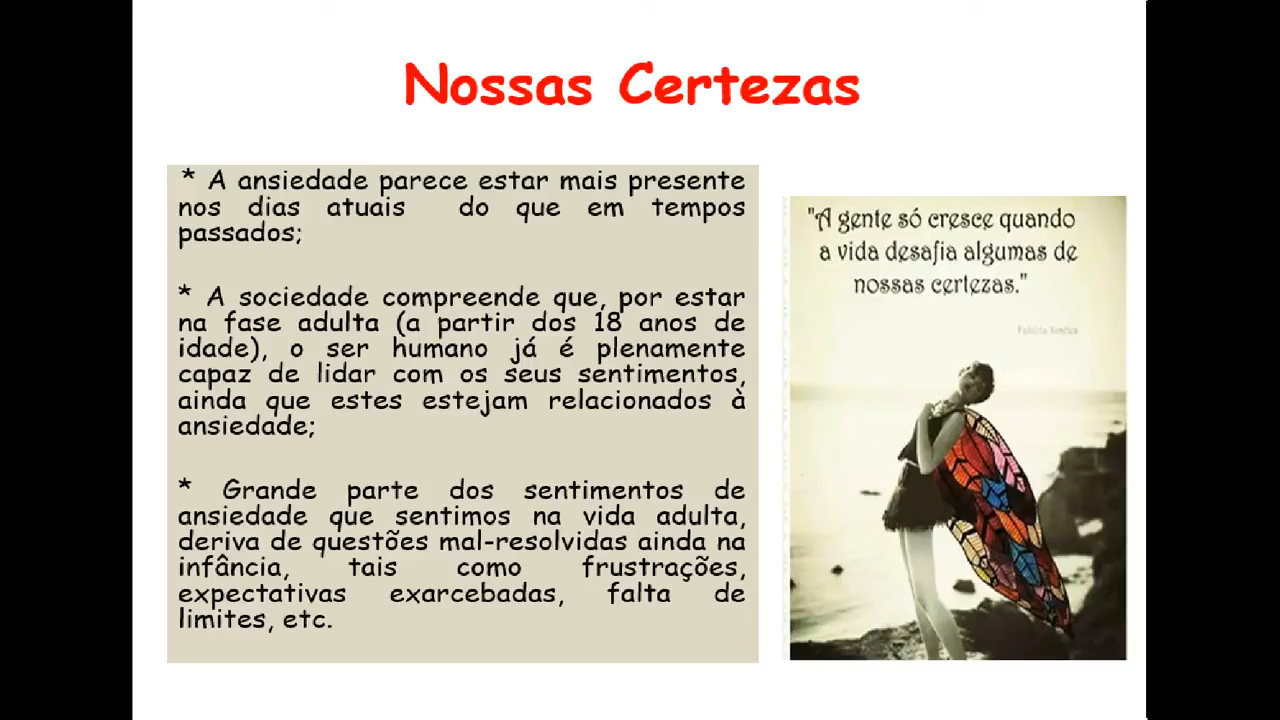 Nossas Certezas
* A ansiedade parece estar mais presente
nos dias atuais do que em tempos
passados;
* A sociedade compreende que, por estar
na fase adulta (a partir dos 18 anos de
idade), o ser humano já é plenamente
capaz de lidar com os seus sentimentos,
ainda que estes estejam relacionados à
ansiedade;
* Grande parte dos sentimentos de
ansiedade que sentimos na vida adulta,
deriva de questões mal-resolvidas ainda na
infância, tais como frustrações,
expectativas exarcebadas, falta de
limites, etc.
"A gente só cresce quando
a vida desafia algumas de
nossas certezas."